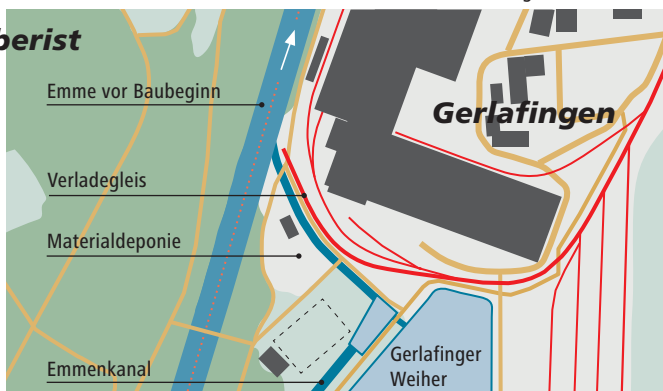 berist
Emme vor Baubeginn
Gerlafingen
Verladegleis
Materialdeponie
Emmenkanal
Gerlafinger
Weiher